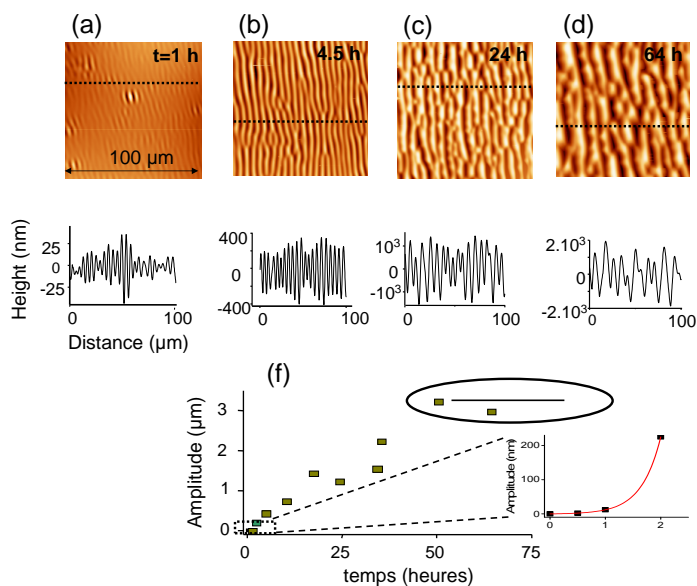 (a) (b) (c) (d)
t=1 h 4.5 h 24 h 64 h
100 µm
Height (nm)
25
0
-25
0 100
Distance (µm)
400
0
-400
0 100
10³
0
-10³
0 100
2.10³
0
-2.10³
0 100
(f)
Amplitude (µm)
3
2
1
0
0 25 50 75
temps (heures)
Amplitude (nm)
200
100
0
0 1 2